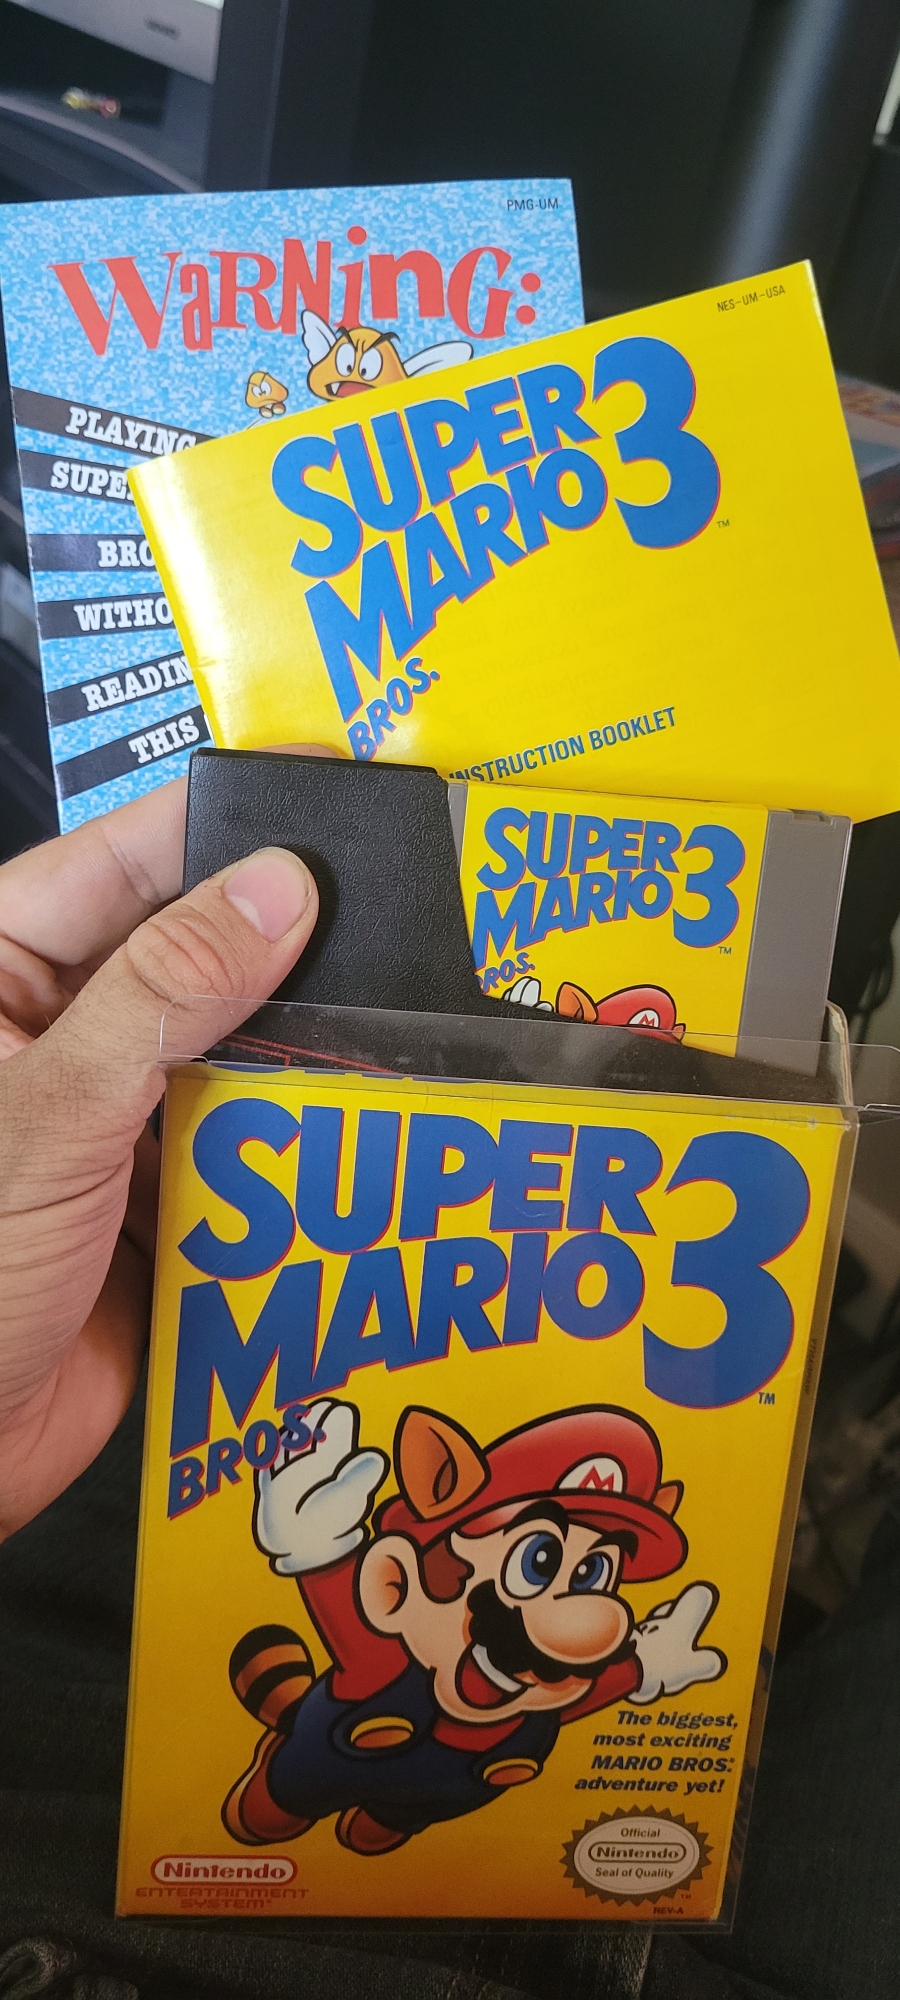 PMG-UM
WaRNinG:
PLAYING
SUPE
BRO
WITHO
READIN
THIS
NES-UM-USA
SUPER
MARIO 3
BROS.
TM
INSTRUCTION BOOKLET
SUPER
MARIO 3
ROS.
TM
M
SUPER
MARIO 3
BROS.
TM
M
The biggest,
most exciting
MARIO BROS.
adventure yet!
Official
Nintendo
Seal of Quality
TM
REV-A
Nintendo
ENTERTAINMENT
SYSTEM